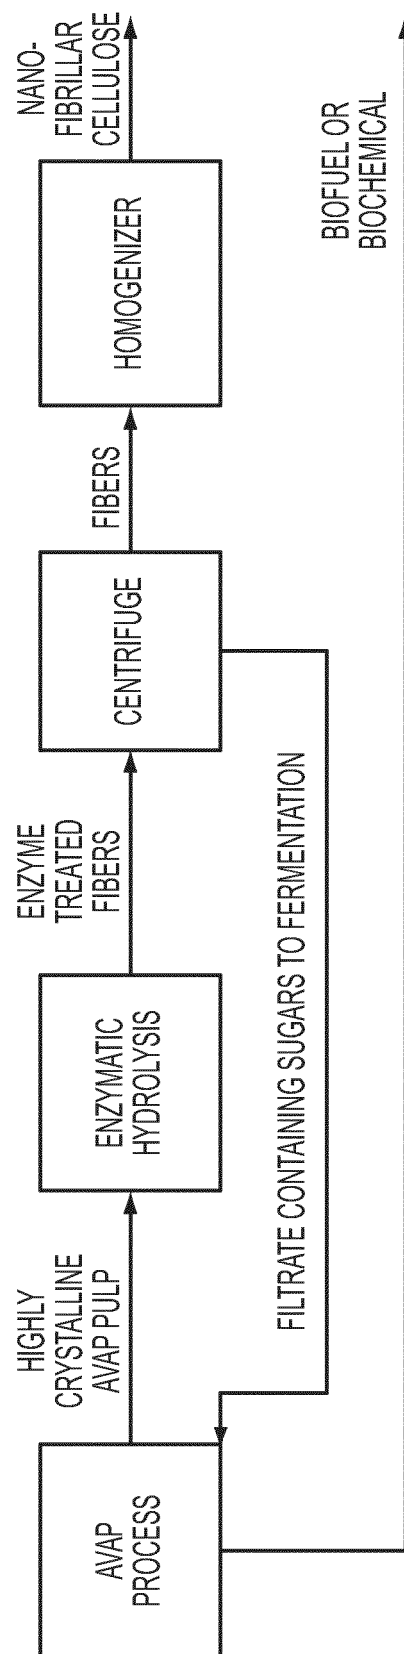 AVAP
PROCESS
HIGHLY
CRYSTALLINE
AVAP PULP
ENZYMATIC
HYDROLYSIS
ENZYME
TREATED
FIBERS
CENTRIFUGE
FIBERS
HOMOGENIZER
NANO-
FIBRILLAR
CELLULOSE
FILTRATE CONTAINING SUGARS TO FERMENTATION
BIOFUEL OR
BIOCHEMICAL